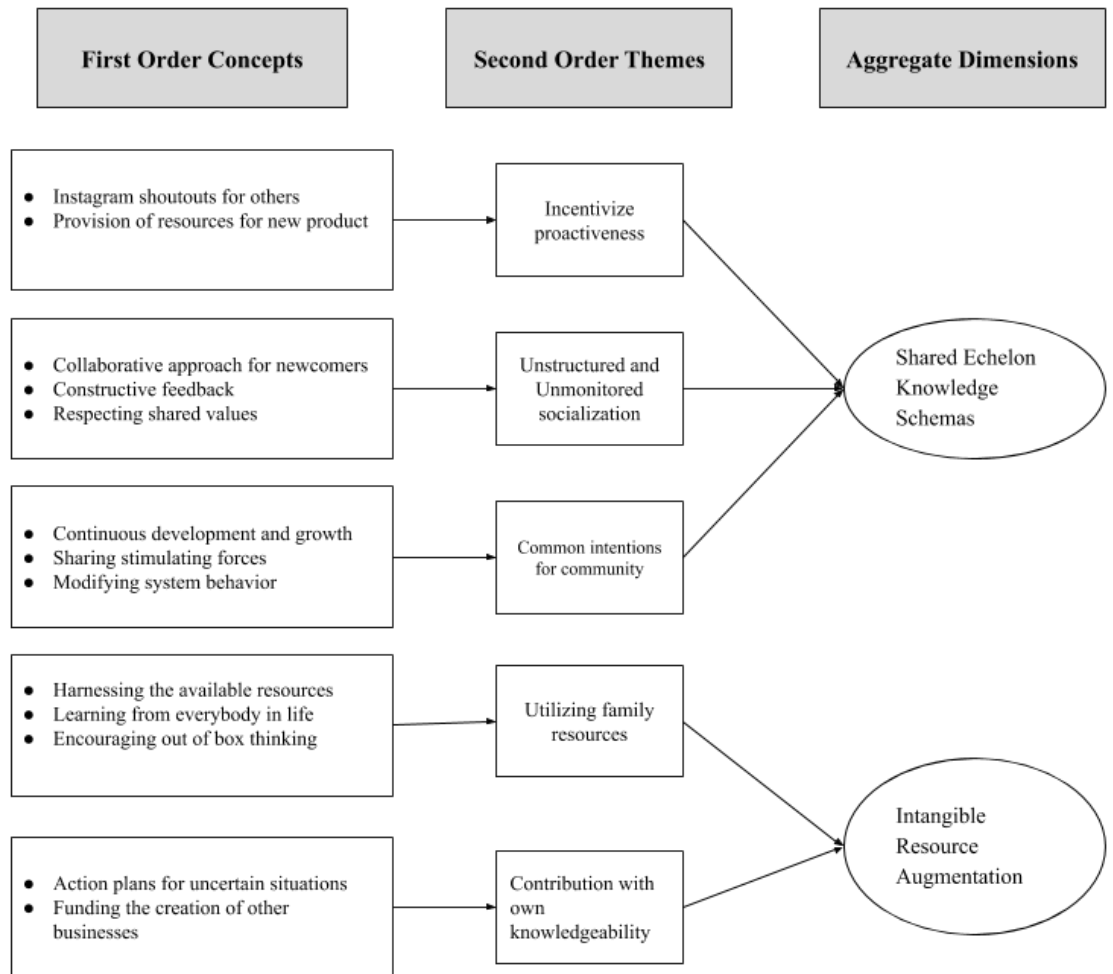 First Order Concepts
Second Order Themes
Aggregate Dimensions
● Instagram shoutouts for others
● Provision of resources for new product
Incentivize
proactiveness
● Collaborative approach for newcomers
● Constructive feedback
● Respecting shared values
Unstructured and
Unmonitored
socialization
Shared Echelon
Knowledge
Schemas
● Continuous development and growth
● Sharing stimulating forces
● Modifying system behavior
Common intentions
for community
● Harnessing the available resources
● Learning from everybody in life
● Encouraging out of box thinking
Utilizing family
resources
Intangible
Resource
Augmentation
● Action plans for uncertain situations
● Funding the creation of other
businesses
Contribution with
own
knowledgeability